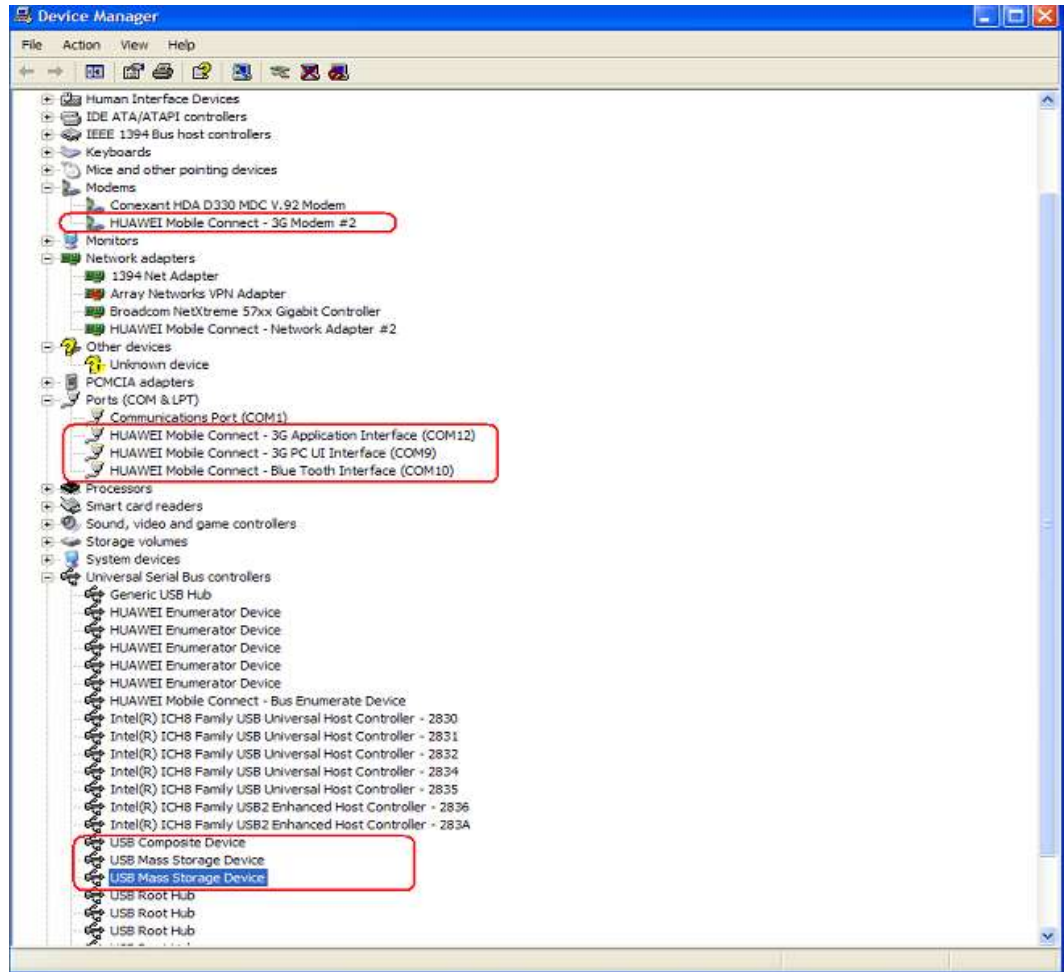 Device Manager
File Action View Help
Human Interface Devices
IDE ATA/ATAPI controllers
IEEE 1394 Bus host controllers
Keyboards
Mice and other pointing devices
Modems
Conexant HDA D330 MDC V.92 Modem
HUAWEI Mobile Connect - 3G Modem #2
Monitors
Network adapters
1394 Net Adapter
Array Networks VPN Adapter
Broadcom NetXtreme 57xx Gigabit Controller
HUAWEI Mobile Connect - Network Adapter #2
Other devices
Unknown device
PCMCIA adapters
Ports (COM & LPT)
Communications Port (COM1)
HUAWEI Mobile Connect - 3G Application Interface (COM12)
HUAWEI Mobile Connect - 3G PC UI Interface (COM9)
HUAWEI Mobile Connect - Blue Tooth Interface (COM10)
Processors
Smart card readers
Sound, video and game controllers
Storage volumes
System devices
Universal Serial Bus controllers
Generic USB Hub
HUAWEI Enumerator Device
HUAWEI Enumerator Device
HUAWEI Enumerator Device
HUAWEI Enumerator Device
HUAWEI Enumerator Device
HUAWEI Mobile Connect - Bus Enumerate Device
Intel(R) ICH8 Family USB Universal Host Controller - 2830
Intel(R) ICH8 Family USB Universal Host Controller - 2831
Intel(R) ICH8 Family USB Universal Host Controller - 2832
Intel(R) ICH8 Family USB Universal Host Controller - 2834
Intel(R) ICH8 Family USB Universal Host Controller - 2835
Intel(R) ICH8 Family USB2 Enhanced Host Controller - 2836
Intel(R) ICH8 Family USB2 Enhanced Host Controller - 283A
USB Composite Device
USB Mass Storage Device
USB Mass Storage Device
USB Root Hub
USB Root Hub
USB Root Hub